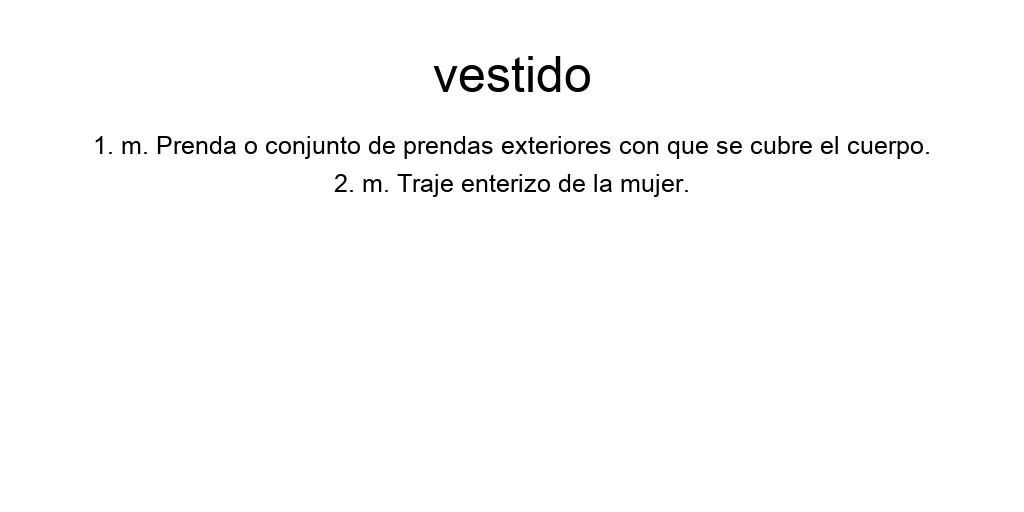 vestido
1. m. Prenda o conjunto de prendas exteriores con que se cubre el cuerpo.
2. m. Traje enterizo de la mujer.